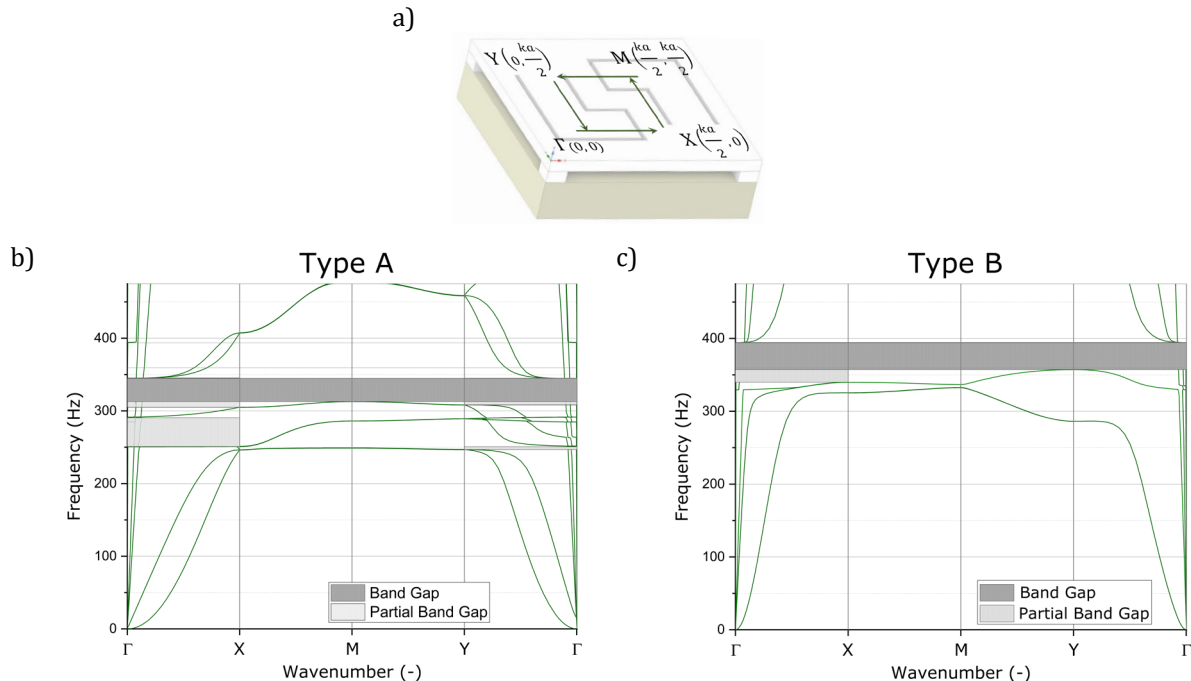 a)
Y(0, ka/2)
M(ka/2, ka/2)
Γ(0, 0)
X(ka/2, 0)
b)
Type A
Frequency (Hz)
400
300
200
100
0
Band Gap
Partial Band Gap
Γ X M Y Γ
Wavenumber (-)
c)
Type B
Frequency (Hz)
400
300
200
100
0
Band Gap
Partial Band Gap
Γ X M Y Γ
Wavenumber (-)